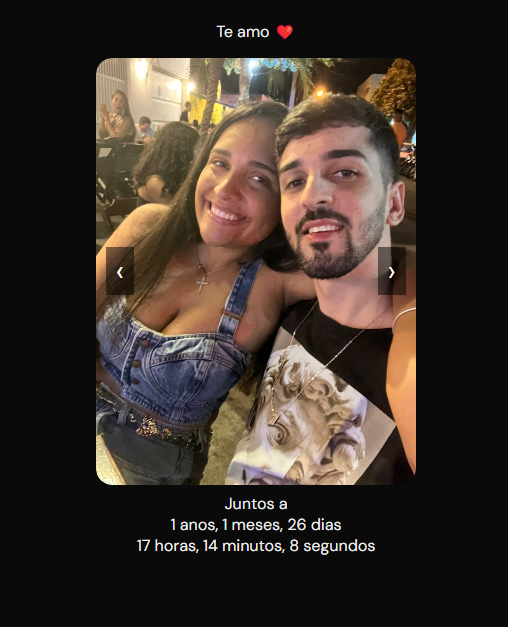 Te amo ❤️
❮ ❯
Juntos a
1 anos, 1 meses, 26 dias
17 horas, 14 minutos, 8 segundos